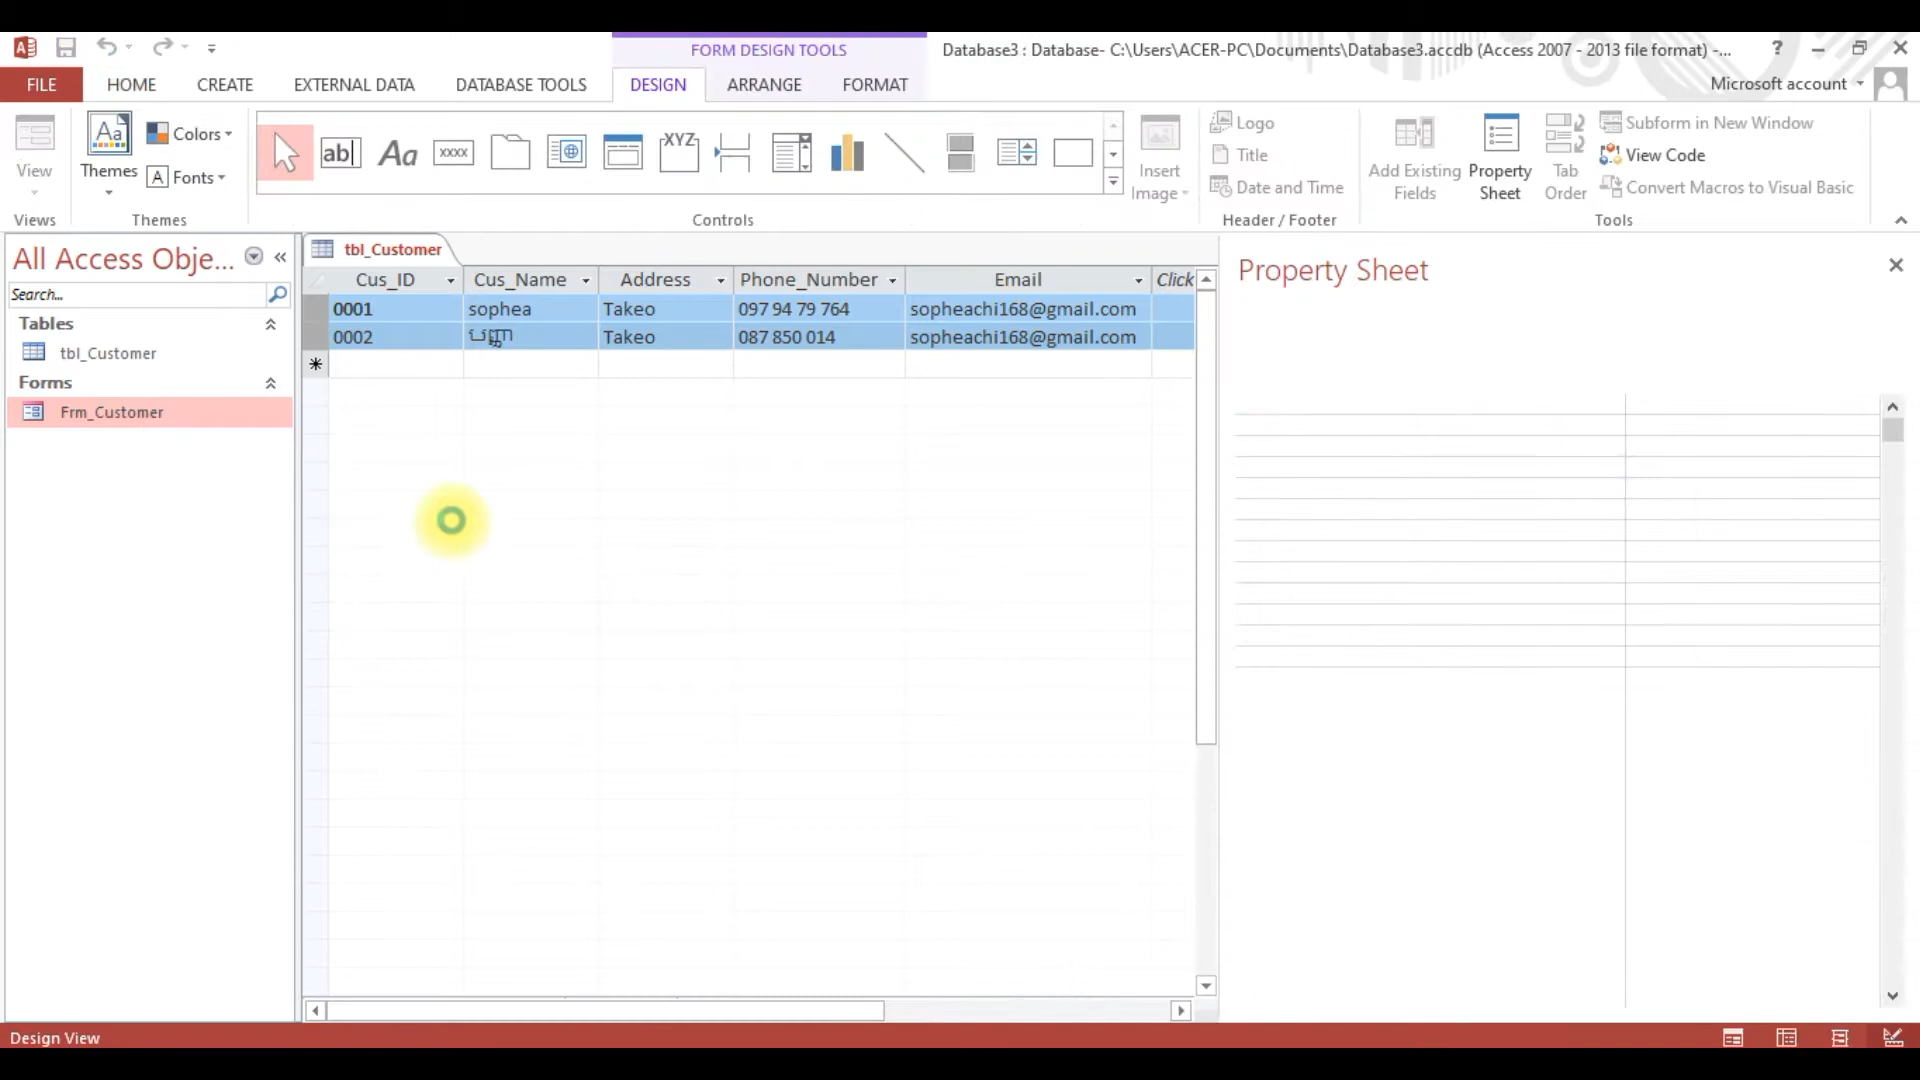 FORM DESIGN TOOLS
Database3 : Database- C:\Users\ACER-PC\Documents\Database3.accdb (Access 2007 - 2013 file format) -...
?
FILE
HOME
CREATE
EXTERNAL DATA
DATABASE TOOLS
DESIGN
ARRANGE
FORMAT
Microsoft account
View
Themes
Colors
Fonts
Aa
A
ab
Aa
xxxx
XYZ
Insert
Image
Logo
Title
Date and Time
Add Existing
Fields
Property
Sheet
Tab
Order
Subform in New Window
View Code
Convert Macros to Visual Basic
Views
Themes
Controls
Header / Footer
Tools
All Access Obje...
Search...
Tables
tbl_Customer
Forms
Frm_Customer
tbl_Customer
Cus_ID Cus_Name Address Phone_Number Email Click
0001 sophea Takeo 097 94 79 764 sopheachi168@gmail.com
0002 Takeo 087 850 014 sopheachi168@gmail.com
Property Sheet
Design View